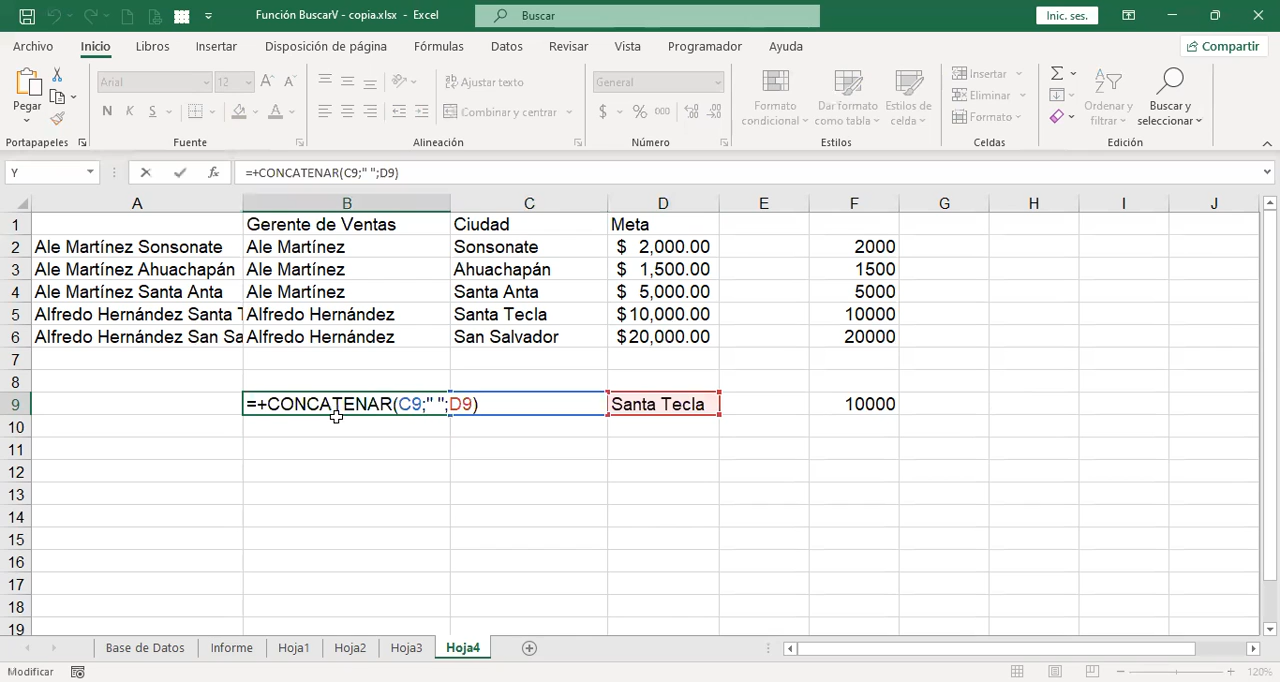 Función BuscarV - copia.xlsx - Excel
Buscar
Inic. ses.
Archivo Inicio Libros Insertar Disposición de página Fórmulas Datos Revisar Vista Programador Ayuda
Compartir
Pegar
Arial 12
N K S
Ajustar texto
Combinar y centrar
General
$ % 000
Formato condicional
Dar formato como tabla
Estilos de celda
Insertar
Eliminar
Formato
Ordenar y filtrar
Buscar y seleccionar
Portapapeles Fuente Alineación Número Estilos Celdas Edición
Y =+CONCATENAR(C9;" ";D9)
A B C D E F G H I J
1 Gerente de Ventas Ciudad Meta
2 Ale Martínez Sonsonate Ale Martínez Sonsonate $ 2,000.00 2000
3 Ale Martínez Ahuachapán Ale Martínez Ahuachapán $ 1,500.00 1500
4 Ale Martínez Santa Anta Ale Martínez Santa Anta $ 5,000.00 5000
5 Alfredo Hernández Santa T Alfredo Hernández Santa Tecla $10,000.00 10000
6 Alfredo Hernández San Sa Alfredo Hernández San Salvador $20,000.00 20000
7
8
9 =+CONCATENAR(C9;" ";D9) Santa Tecla 10000
10
11
12
13
14
15
16
17
18
19
Base de Datos Informe Hoja1 Hoja2 Hoja3 Hoja4
Modificar 120%